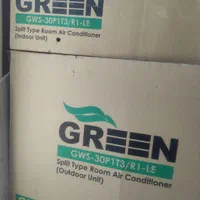 GREEN
GWS-30P1T3/R1-LE
Split Type Room Air Conditioner
(Indoor Unit)
GREEN
GWS-30P1T3/R1-LE
Split Type Room Air Conditioner
(Outdoor Unit)